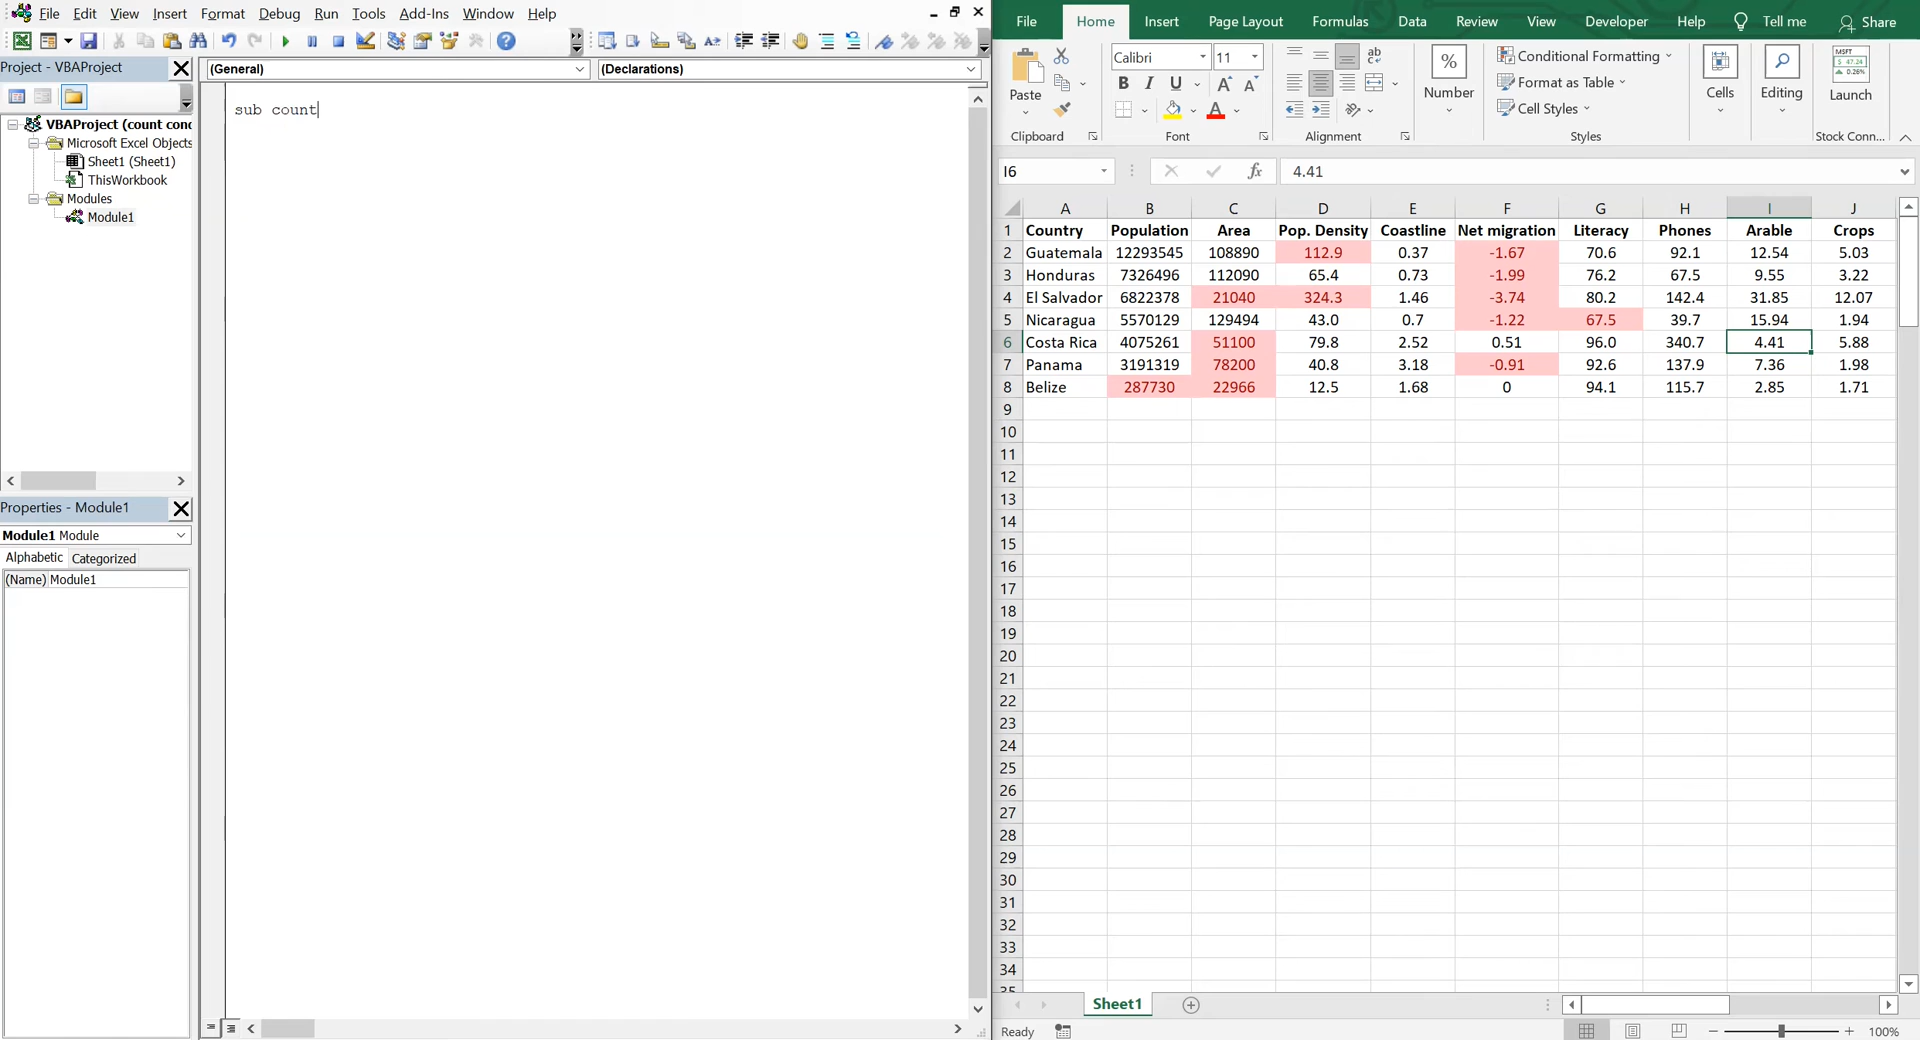 File Edit View Insert Format Debug Run Tools Add-Ins Window Help
Project - VBAProject
VBAProject (count cond
Microsoft Excel Objects
Sheet1 (Sheet1)
ThisWorkbook
Modules
Module1
Properties - Module1
Module1 Module
Alphabetic Categorized
(Name) Module1
(General) (Declarations)
sub count
File Home Insert Page Layout Formulas Data Review View Developer Help Tell me Share
Paste
Clipboard
Calibri 11
B I U
Font
ab
Alignment
%
Number
Conditional Formatting
Format as Table
Cell Styles
Styles
Cells
Editing
MSFT
47.24
0.26%
Launch
Stock Conn...
I6 fx 4.41
A B C D E F G H I J
1 Country Population Area Pop. Density Coastline Net migration Literacy Phones Arable Crops
2 Guatemala 12293545 108890 112.9 0.37 -1.67 70.6 92.1 12.54 5.03
3 Honduras 7326496 112090 65.4 0.73 -1.99 76.2 67.5 9.55 3.22
4 El Salvador 6822378 21040 324.3 1.46 -3.74 80.2 142.4 31.85 12.07
5 Nicaragua 5570129 129494 43.0 0.7 -1.22 67.5 39.7 15.94 1.94
6 Costa Rica 4075261 51100 79.8 2.52 0.51 96.0 340.7 4.41 5.88
7 Panama 3191319 78200 40.8 3.18 -0.91 92.6 137.9 7.36 1.98
8 Belize 287730 22966 12.5 1.68 0 94.1 115.7 2.85 1.71
9
10
11
12
13
14
15
16
17
18
19
20
21
22
23
24
25
26
27
28
29
30
31
32
33
34
35
Sheet1
Ready 100%